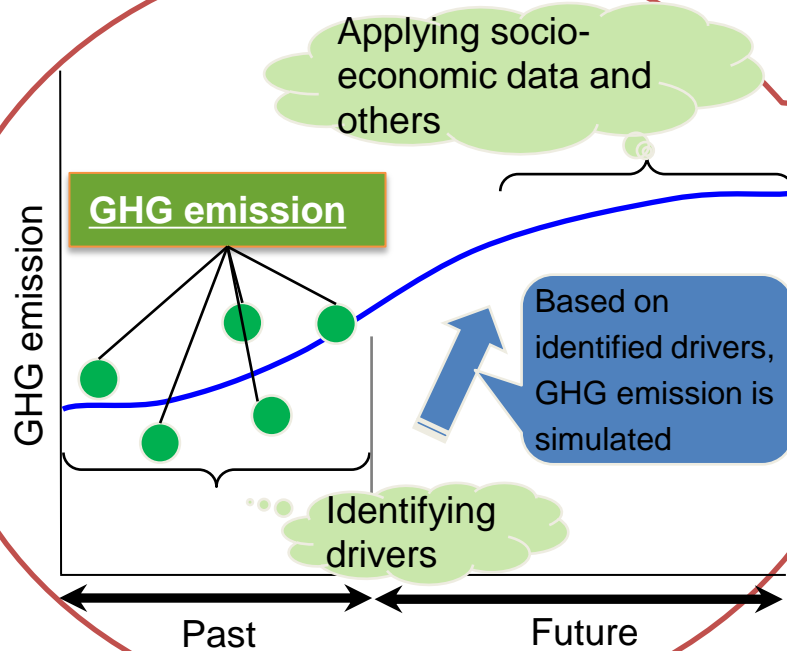 Applying socio-
economic data and
others
GHG emission
GHG emission
Based on
identified drivers,
GHG emission is
simulated
Identifying
drivers
Past
Future